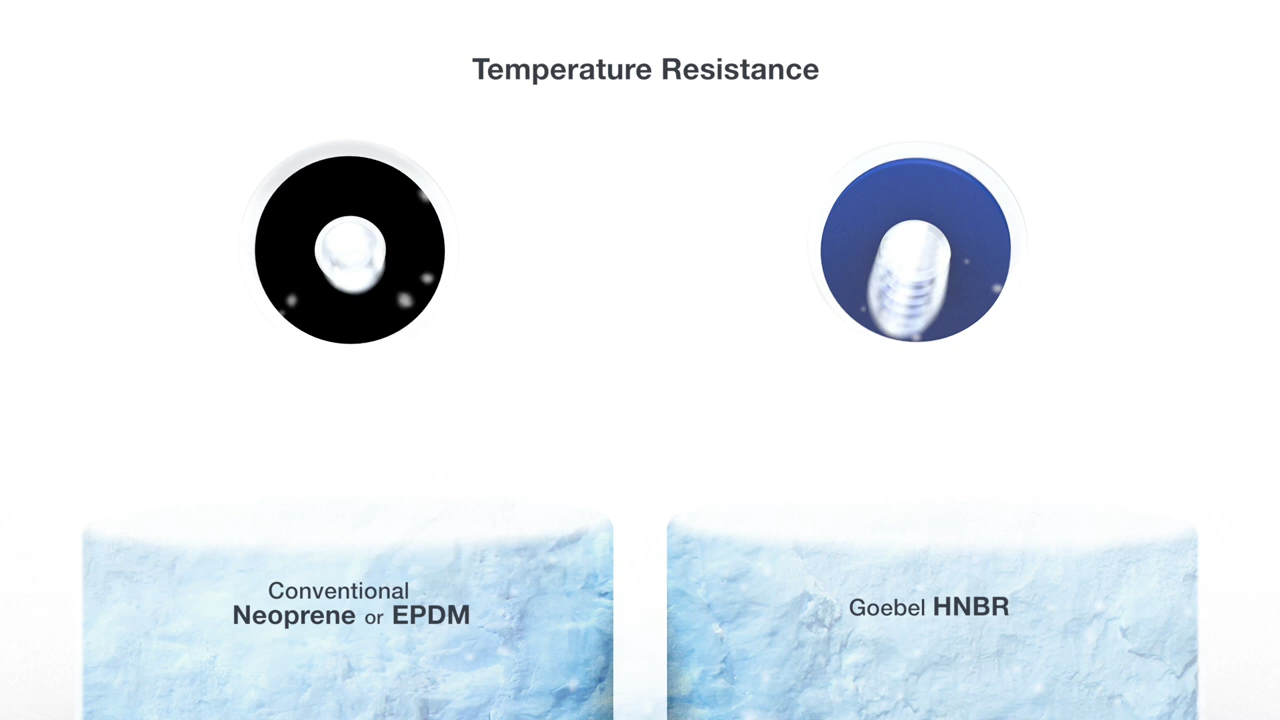 Temperature Resistance
Conventional
Neoprene or EPDM
Goebel HNBR